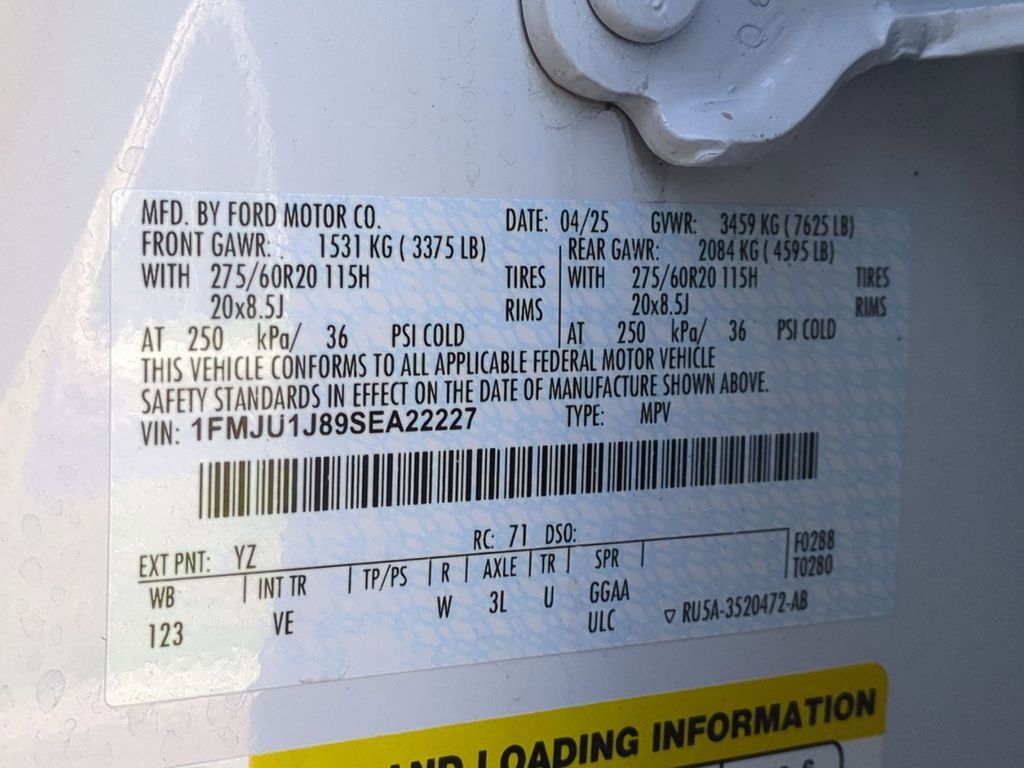 MFD. BY FORD MOTOR CO. DATE: 04/25 GVWR: 3459 KG ( 7625 LB)
FRONT GAWR: 1531 KG ( 3375 LB) REAR GAWR: 2084 KG ( 4595 LB)
WITH 275/60R20 115H TIRES WITH 275/60R20 115H TIRES
20x8.5J RIMS 20x8.5J RIMS
AT 250 kPa/ 36 PSI COLD AT 250 kPa/ 36 PSI COLD
THIS VEHICLE CONFORMS TO ALL APPLICABLE FEDERAL MOTOR VEHICLE
SAFETY STANDARDS IN EFFECT ON THE DATE OF MANUFACTURE SHOWN ABOVE.
VIN: 1FMJU1J89SEA22227 TYPE: MPV
EXT PNT: YZ RC: 71 DSO: F0288
WB INT TR TP/PS R AXLE TR SPR T0280
123 VE W 3L U GGAA
ULC ▽ RU5A-3520472-AB
LOADING INFORMATION